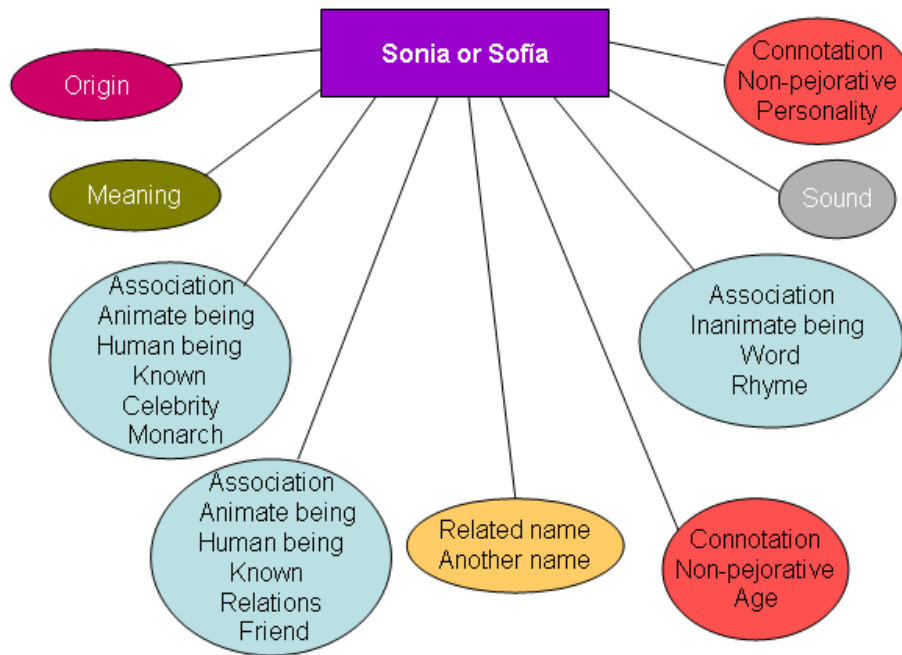 Sonia or Sofía
Origin
Connotation
Non-pejorative
Personality
Meaning
Sound
Association
Animate being
Human being
Known
Celebrity
Monarch
Association
Inanimate being
Word
Rhyme
Association
Animate being
Human being
Known
Relations
Friend
Related name
Another name
Connotation
Non-pejorative
Age